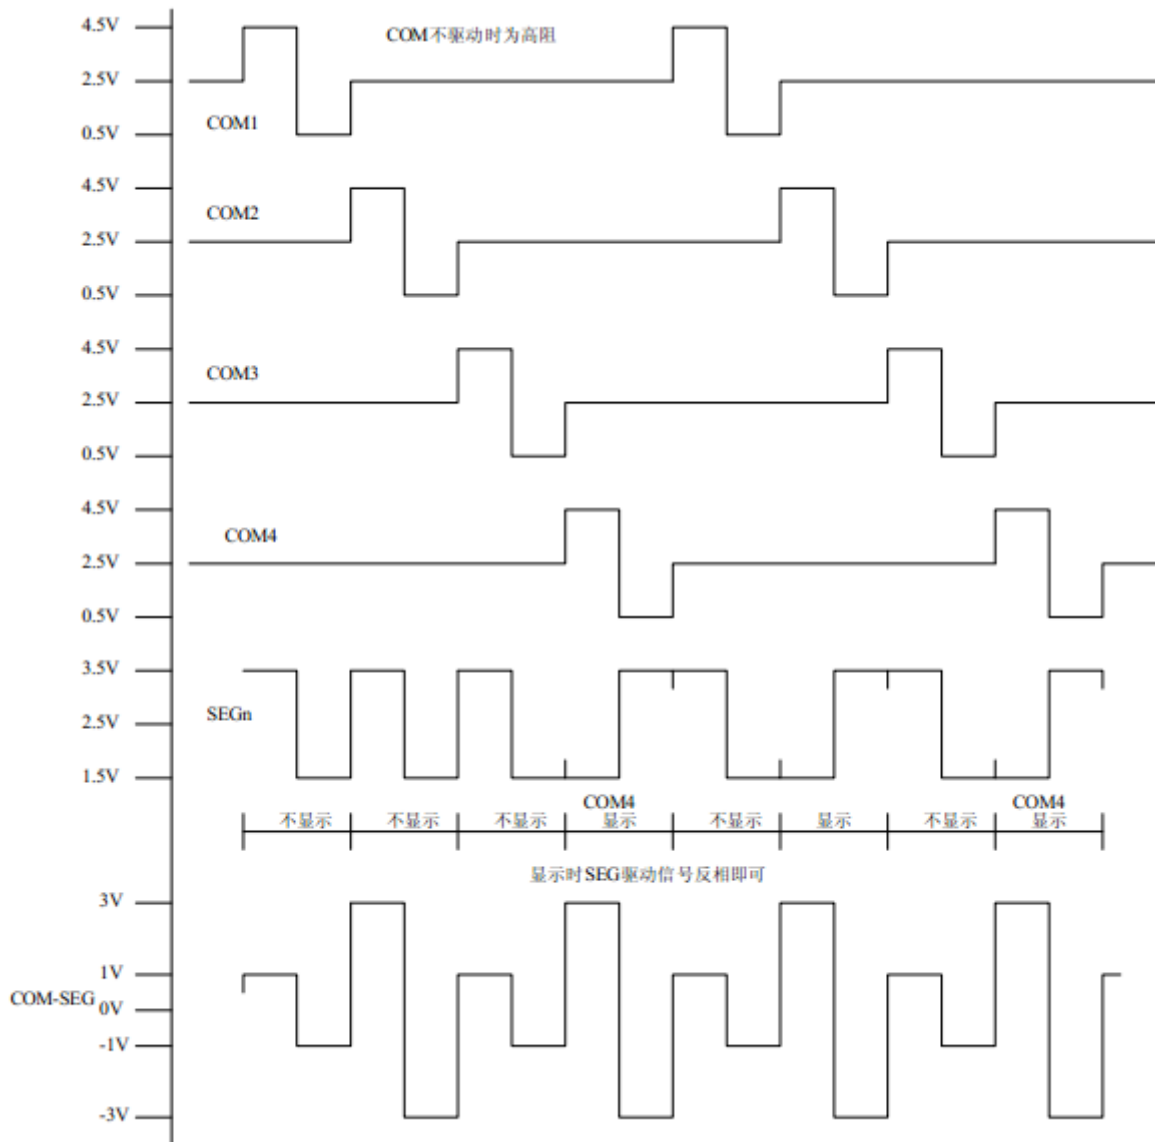 4.5V
COM不驱动时为高阻
2.5V
COM1
0.5V
4.5V
COM2
2.5V
0.5V
4.5V
COM3
2.5V
0.5V
4.5V
COM4
2.5V
0.5V
3.5V
SEGn
2.5V
1.5V
COM4 COM4
不显示 不显示 不显示 显示 不显示 显示 不显示 显示
显示时SEG驱动信号反相即可
3V
1V
COM-SEG 0V
-1V
-3V